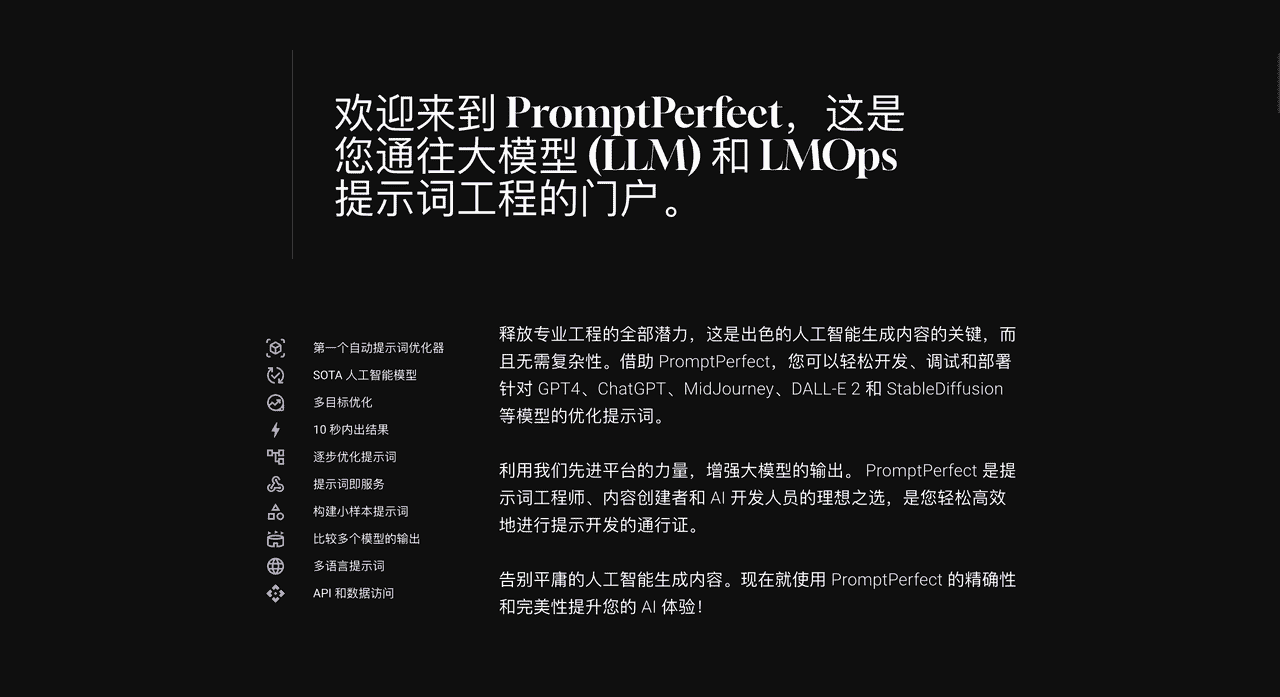 欢迎来到 PromptPerfect，这是
您通往大模型 (LLM) 和 LMOps
提示词工程的门户。
第一个自动提示词优化器
SOTA 人工智能模型
多目标优化
10 秒内出结果
逐步优化提示词
提示词即服务
构建小样本提示词
比较多个模型的输出
多语言提示词
API 和数据访问
释放专业工程的全部潜力，这是出色的人工智能生成内容的关键，而
且无需复杂性。借助 PromptPerfect，您可以轻松开发、调试和部署
针对 GPT4、ChatGPT、MidJourney、DALL-E 2 和 StableDiffusion
等模型的优化提示词。
利用我们先进平台的力量，增强大模型的输出。 PromptPerfect 是提
示词工程师、内容创建者和 AI 开发人员的理想之选，是您轻松高效
地进行提示开发的通行证。
告别平庸的人工智能生成内容。现在就使用 PromptPerfect 的精确性
和完美性提升您的 AI 体验！